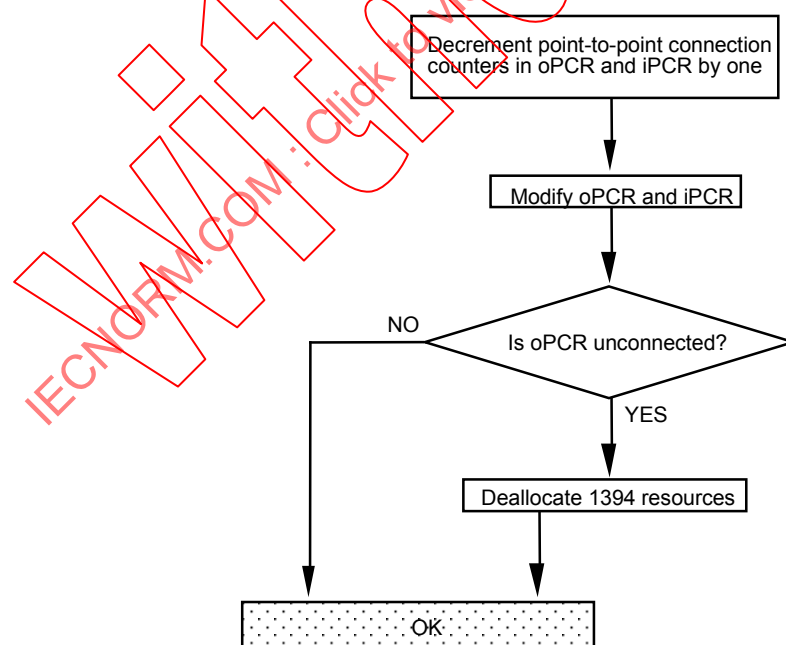 Decrement point-to-point connection
counters in oPCR and iPCR by one
Modify oPCR and iPCR
Is oPCR unconnected?
NO
YES
Deallocate 1394 resources
OK
IECNORM.COM : Click to